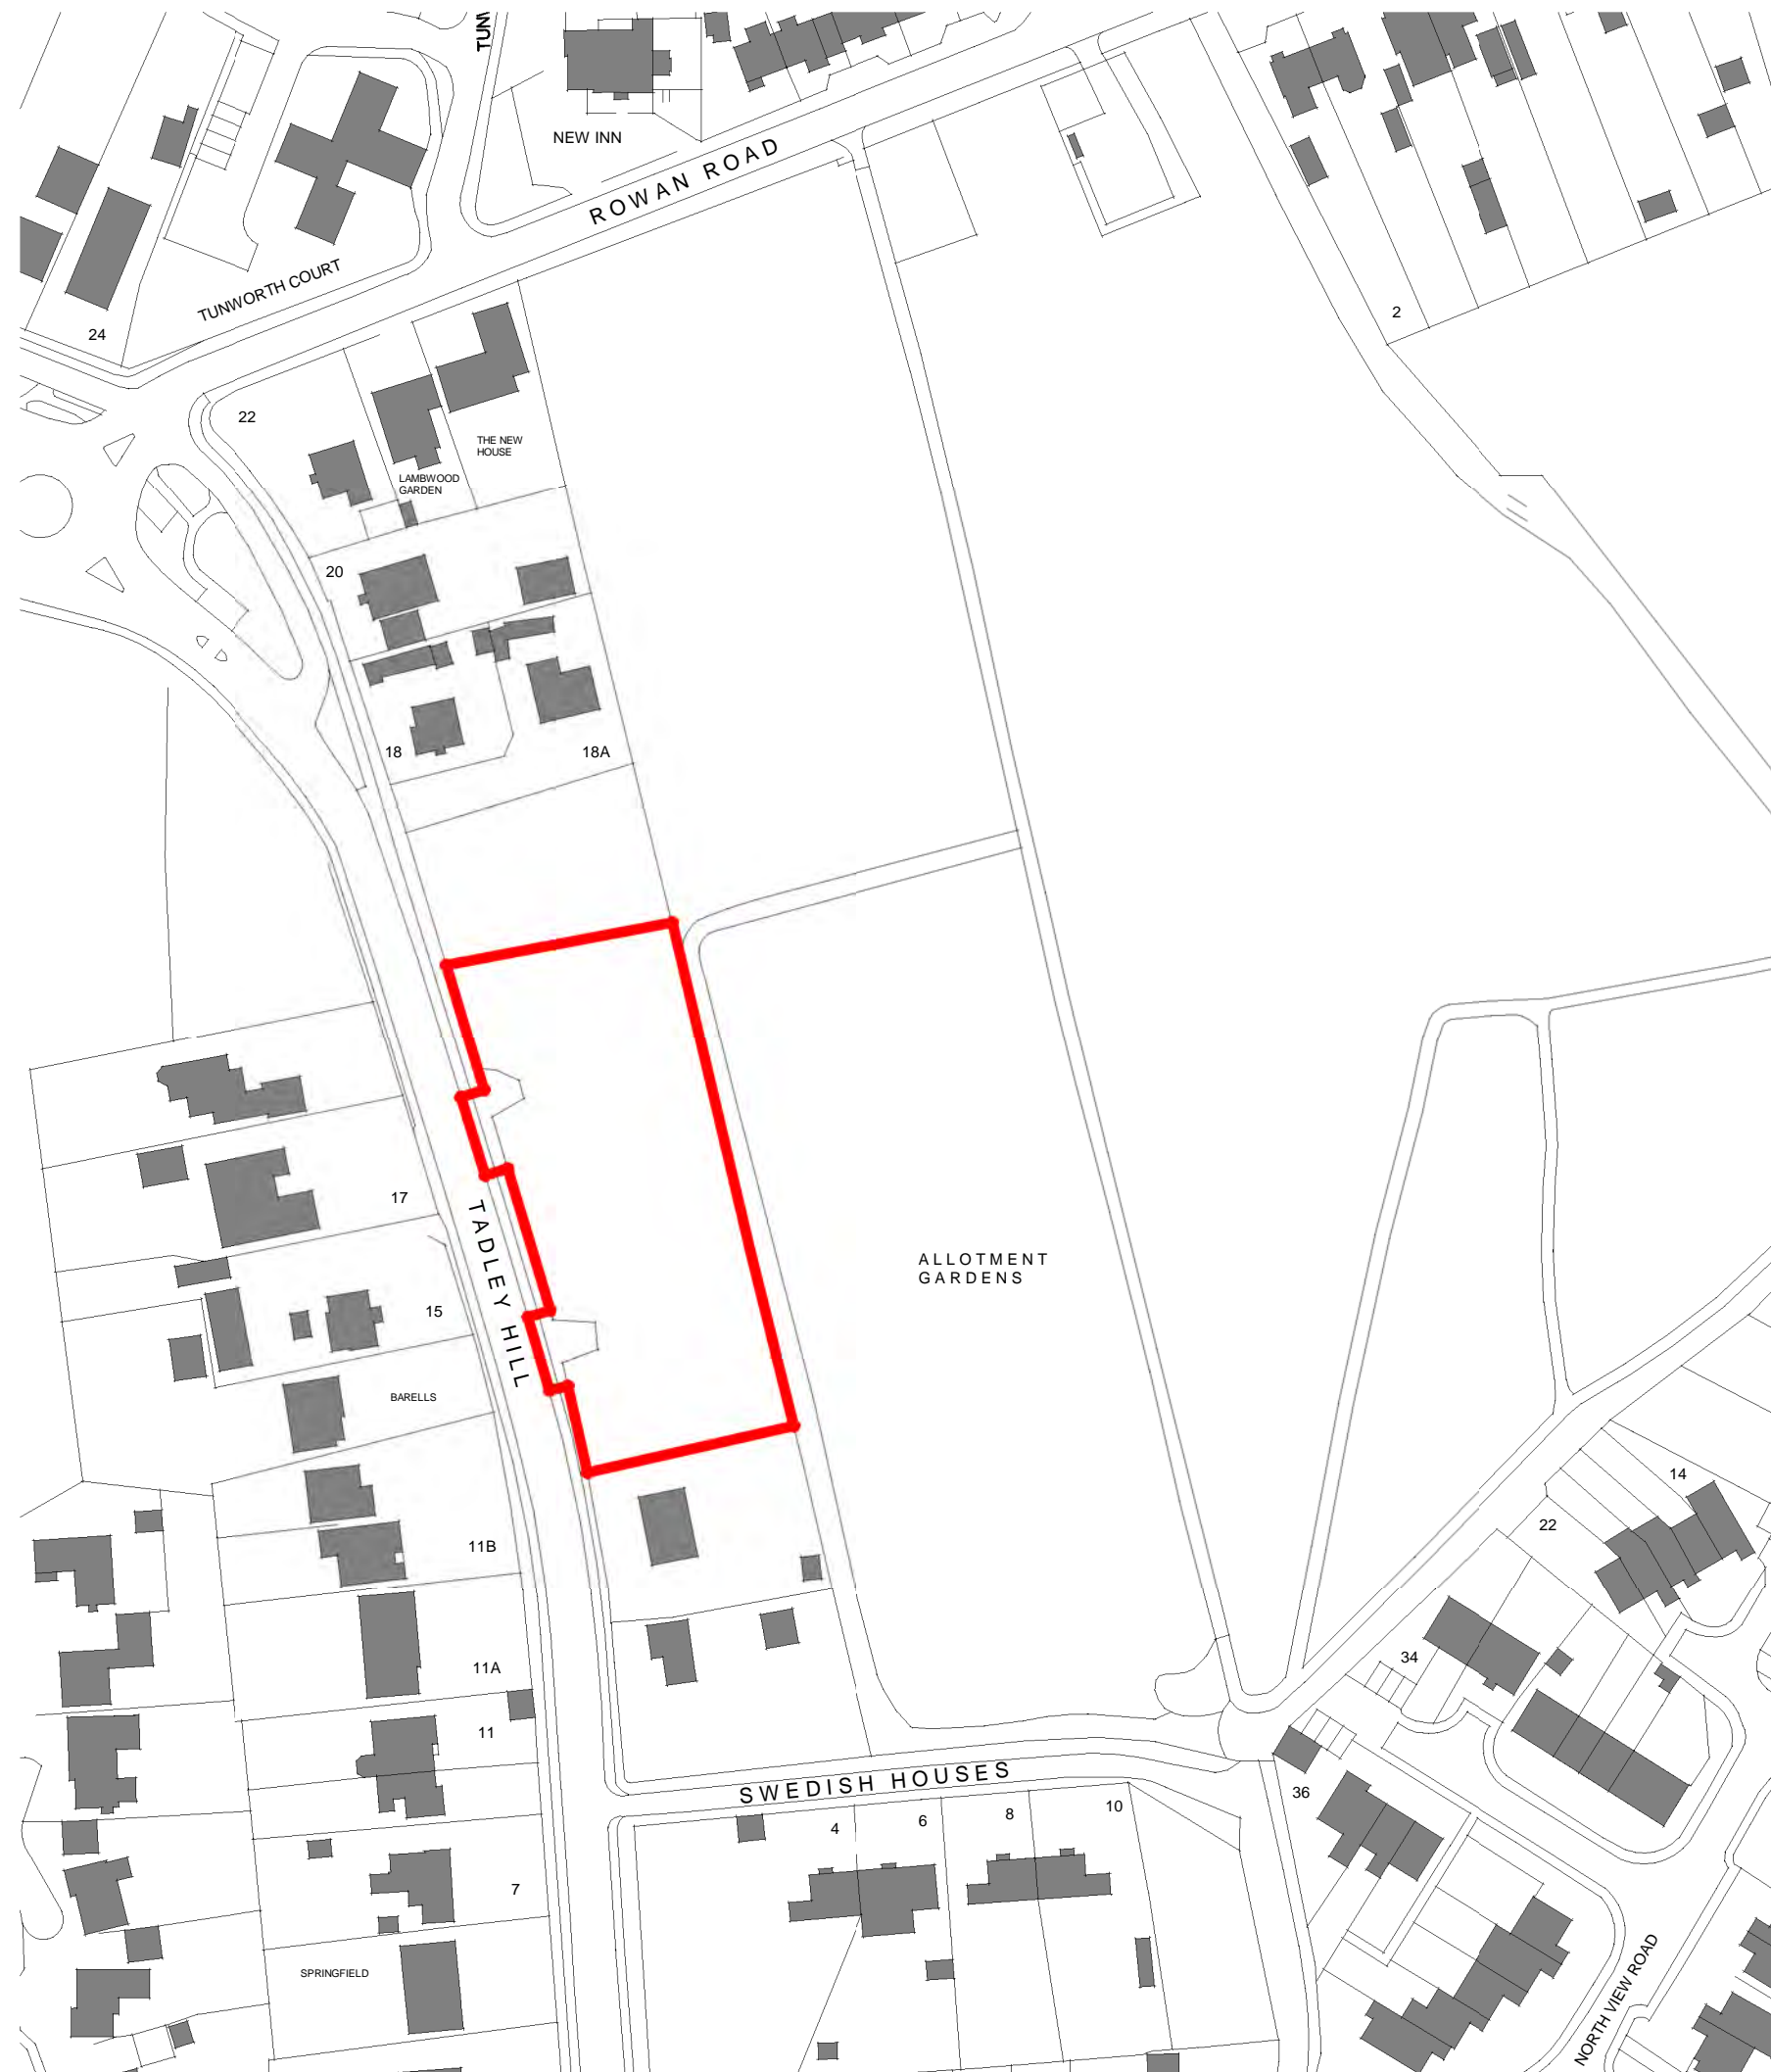 TUN
NEW INN
ROWAN ROAD
TUNWORTH COURT
24
2
22
THE NEW
HOUSE
LAMBWOOD
GARDEN
20
18
18A
17
TADLEY HILL
ALLOTMENT
GARDENS
15
BARELLS
14
22
11B
34
11A
11
SWEDISH HOUSES
36
4
6
8
10
7
SPRINGFIELD
NORTH VIEW ROAD